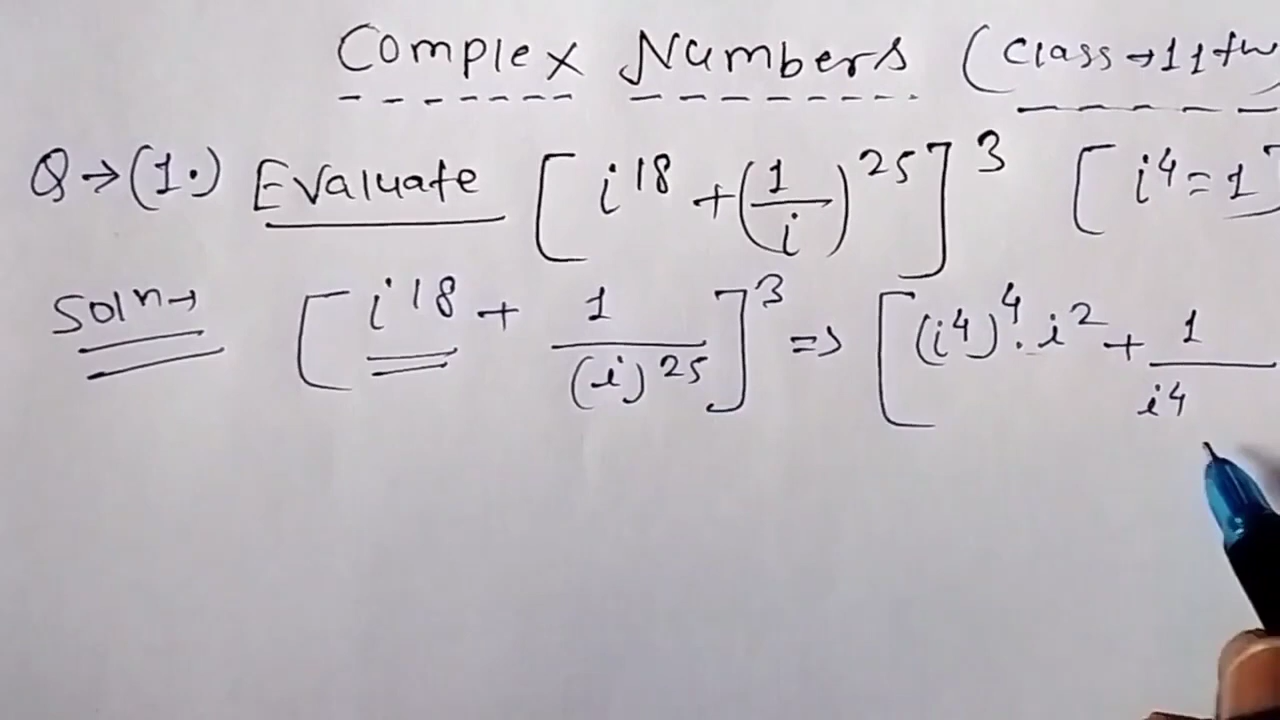 Complex Numbers (Class→11th
Q→(1.) Evaluate [i^18 + (1/i)^25]^3 [i^4=1]
Soln→ [i^18 + 1/(i)^25]^3 => [(i^4)^4.i^2 + 1/i^4